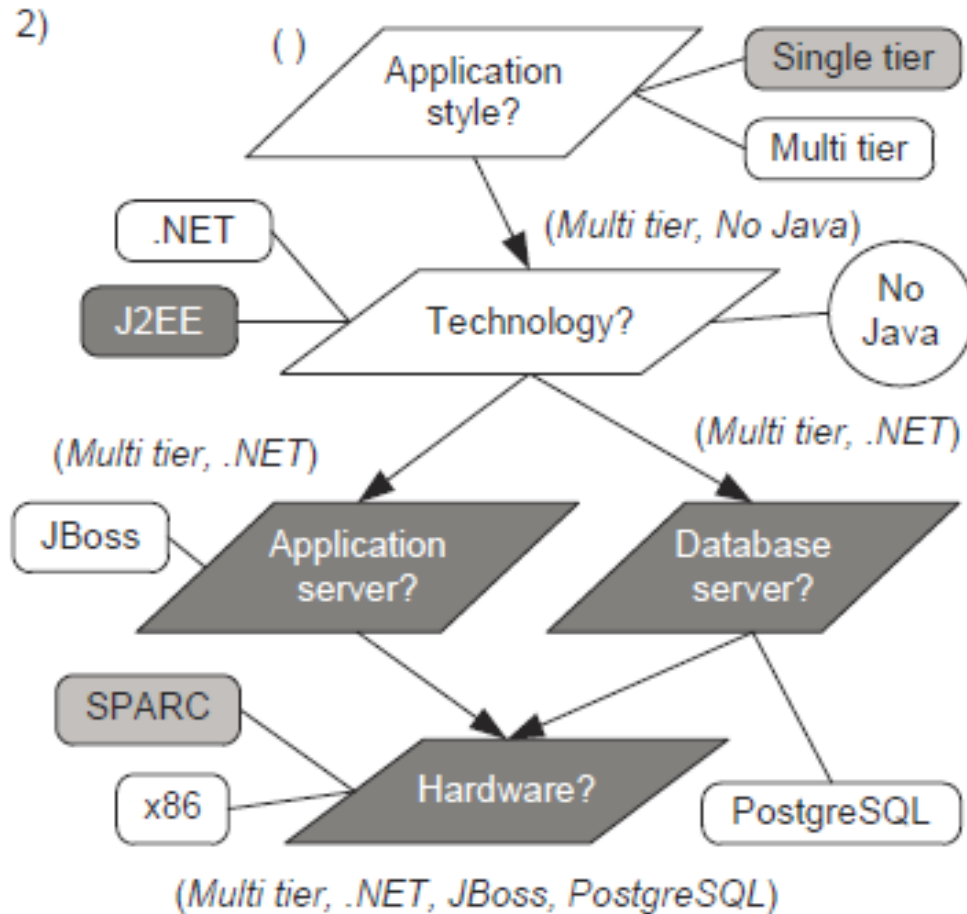 2)
( )
Application
style?
Single tier
Multi tier
(Multi tier, No Java)
.NET
J2EE
Technology?
No
Java
(Multi tier, .NET)
(Multi tier, .NET)
JBoss
Application
server?
Database
server?
SPARC
x86
Hardware?
PostgreSQL
(Multi tier, .NET, JBoss, PostgreSQL)